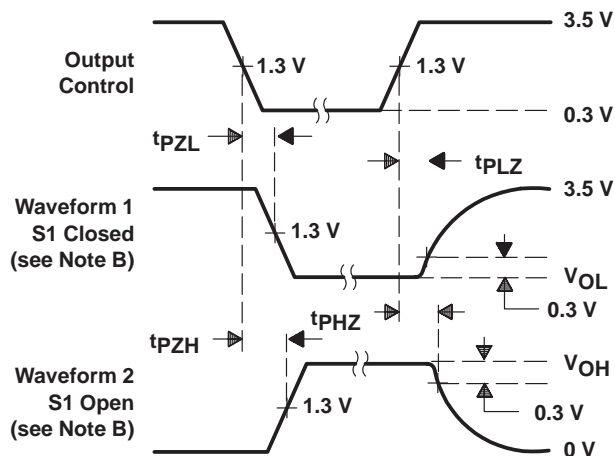 3.5 V
Output
Control
1.3 V
1.3 V
0.3 V
tPZL
tPLZ
3.5 V
Waveform 1
S1 Closed
(see Note B)
1.3 V
VOL
0.3 V
tPZH
tPHZ
Waveform 2
S1 Open
(see Note B)
VOH
1.3 V
0.3 V
0 V